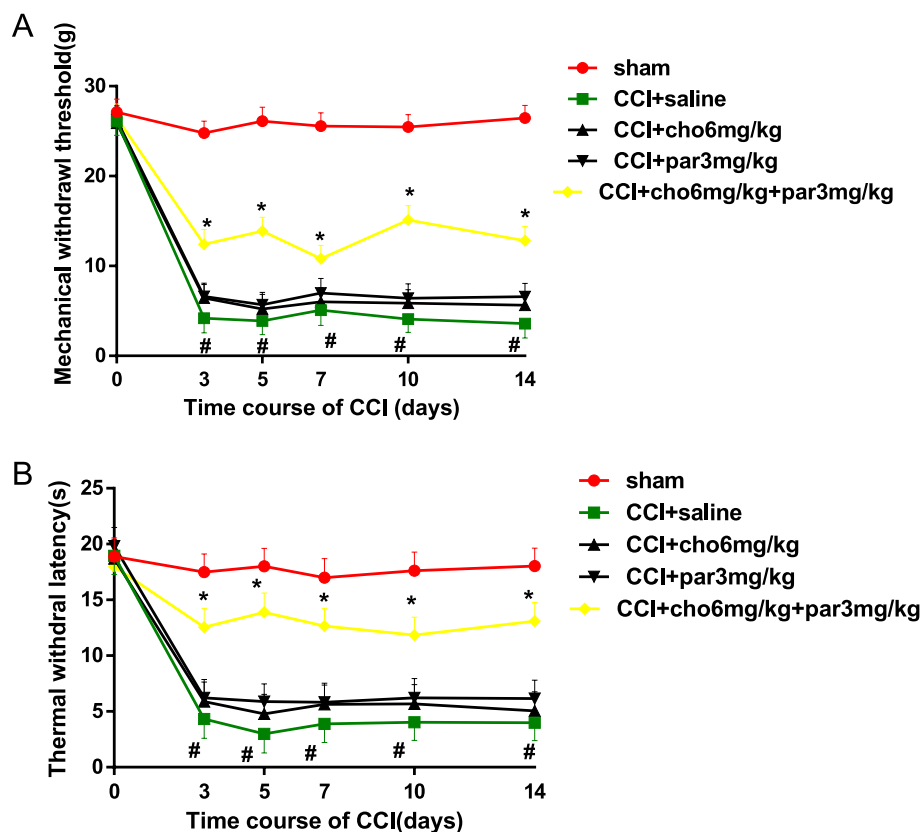 A
Mechanical withdrawl threshold(g)
30
20
10
0
* * * * *
# # # # #
0 3 5 7 10 14
Time course of CCI (days)
sham
CCI+saline
CCI+cho6mg/kg
CCI+par3mg/kg
CCI+cho6mg/kg+par3mg/kg
B
Thermal withdral latency(s)
25
20
15
10
5
0
* * * * *
# # # # #
0 3 5 7 10 14
Time course of CCI(days)
sham
CCI+saline
CCI+cho6mg/kg
CCI+par3mg/kg
CCI+cho6mg/kg+par3mg/kg